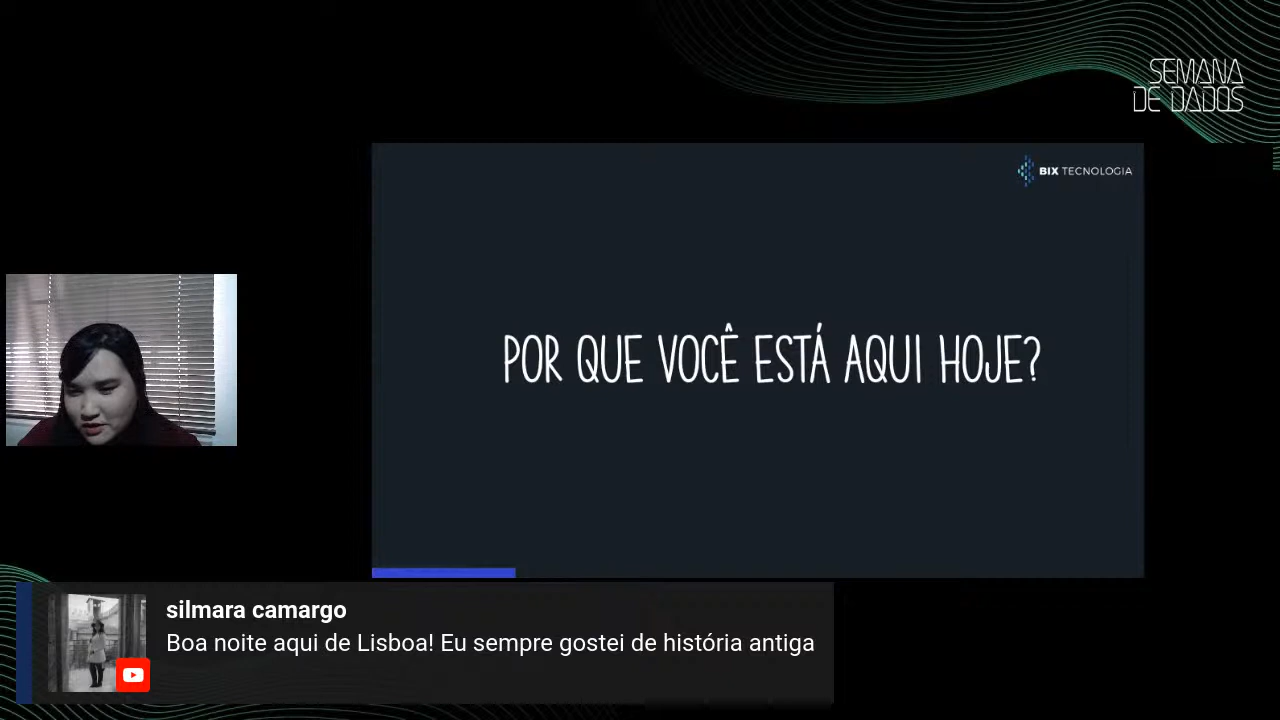 SEMANA
DE DADOS
BIX TECNOLOGIA
POR QUE VOCÊ ESTÁ AQUI HOJE?
silmara camargo
Boa noite aqui de Lisboa! Eu sempre gostei de história antiga